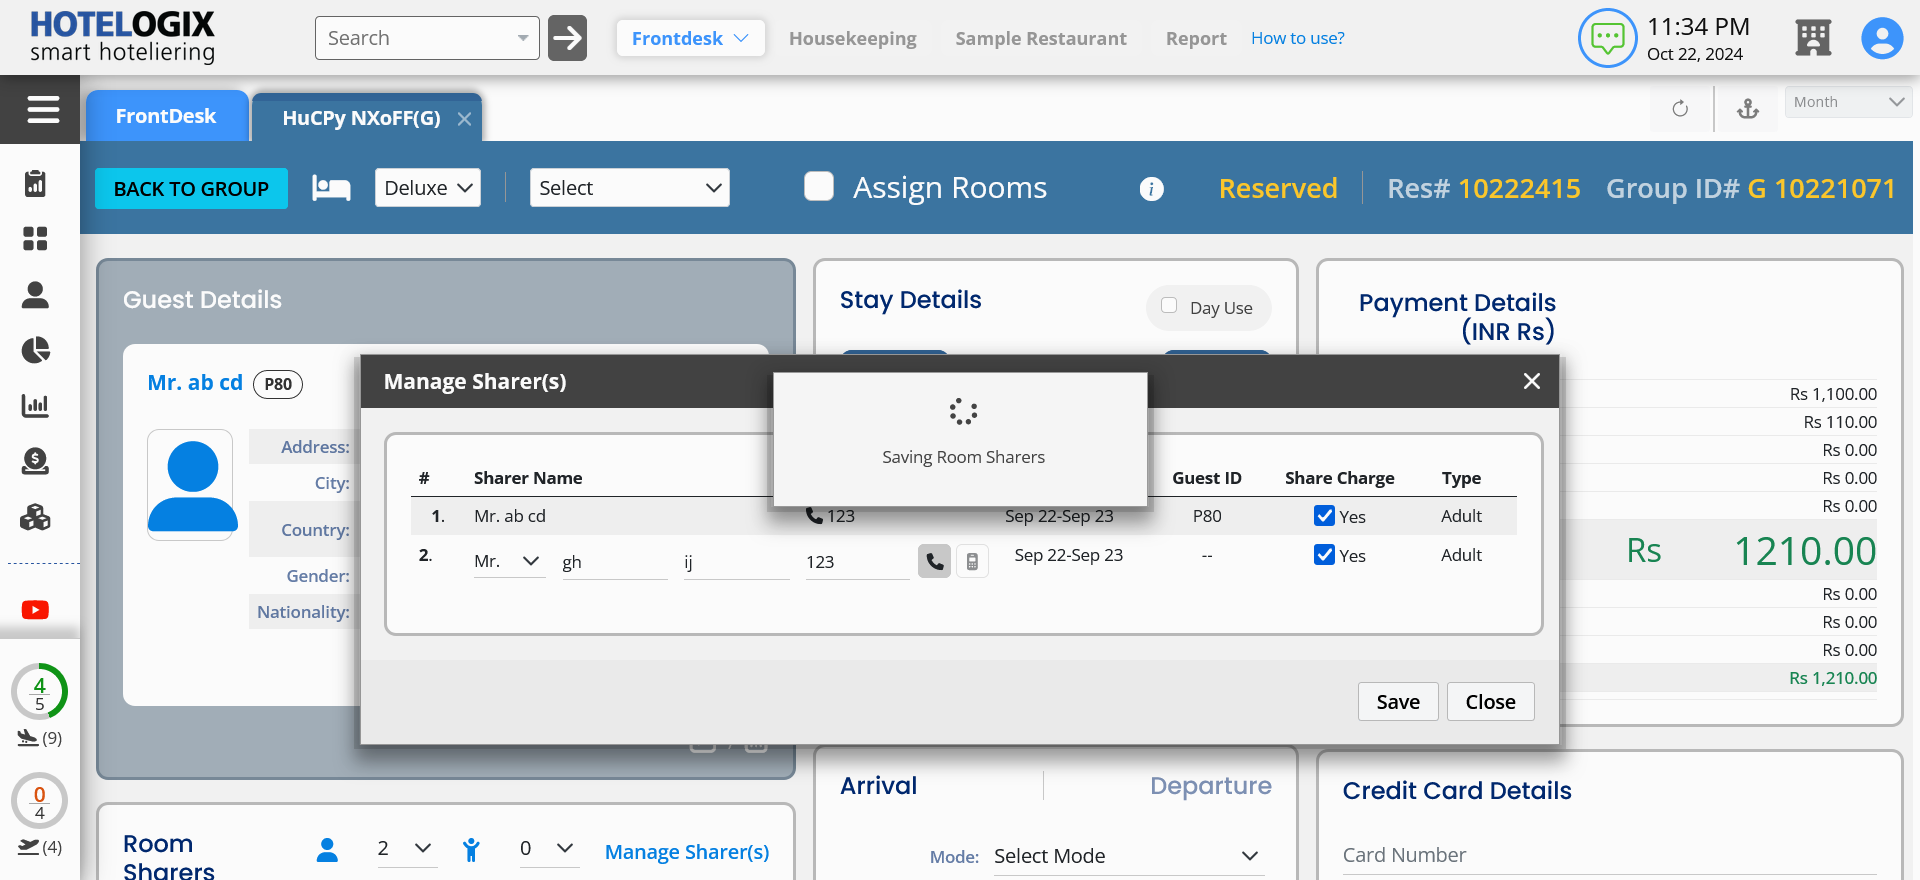 HOTELOGIX
smart hoteliering
Search
Frontdesk
Housekeeping
Sample Restaurant
Report
How to use?
11:34 PM
Oct 22, 2024
FrontDesk
HuCPy NXoFF(G)
Month
BACK TO GROUP
Deluxe
Select
Assign Rooms
Reserved
Res# 10222415
Group ID# G 10221071
Guest Details
Mr. ab cd
P80
Address:
City:
Country:
Gender:
Nationality:
Stay Details
Day Use
Payment Details
(INR Rs)
Rs 1,100.00
Rs 110.00
Rs 0.00
Rs 0.00
Rs 0.00
Rs 1210.00
Rs 0.00
Rs 0.00
Rs 0.00
Rs 1,210.00
Manage Sharer(s)
Saving Room Sharers
# Sharer Name Guest ID Share Charge Type
1. Mr. ab cd 123 Sep 22-Sep 23 P80 Yes Adult
2. Mr. gh ij 123 Sep 22-Sep 23 -- Yes Adult
Save
Close
4
5
(9)
0
4
(4)
Room
Sharers
2
0
Manage Sharer(s)
Arrival
Departure
Mode: Select Mode
Credit Card Details
Card Number